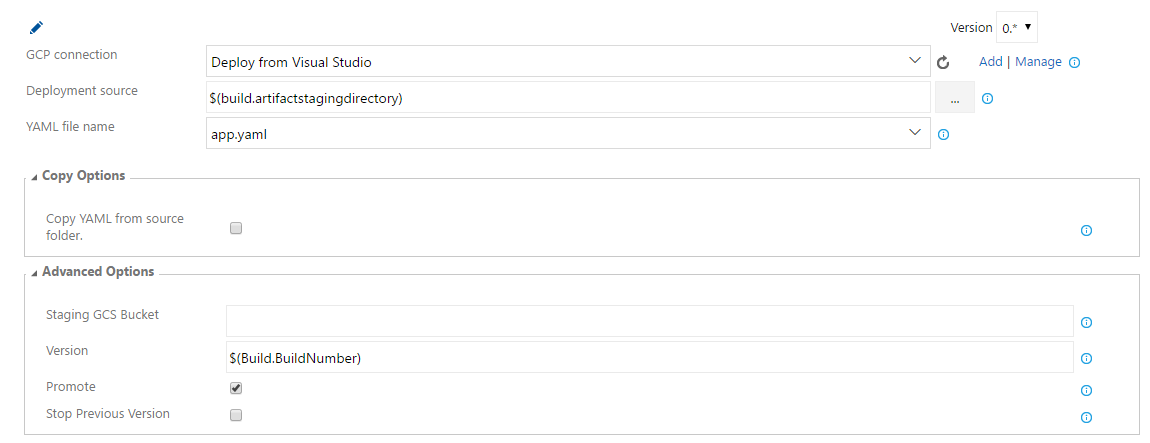 Version 0.*
GCP connection Deploy from Visual Studio Add | Manage
Deployment source $(build.artifactstagingdirectory) ...
YAML file name app.yaml
Copy Options
Copy YAML from source
folder.
Advanced Options
Staging GCS Bucket
Version $(Build.BuildNumber)
Promote
Stop Previous Version